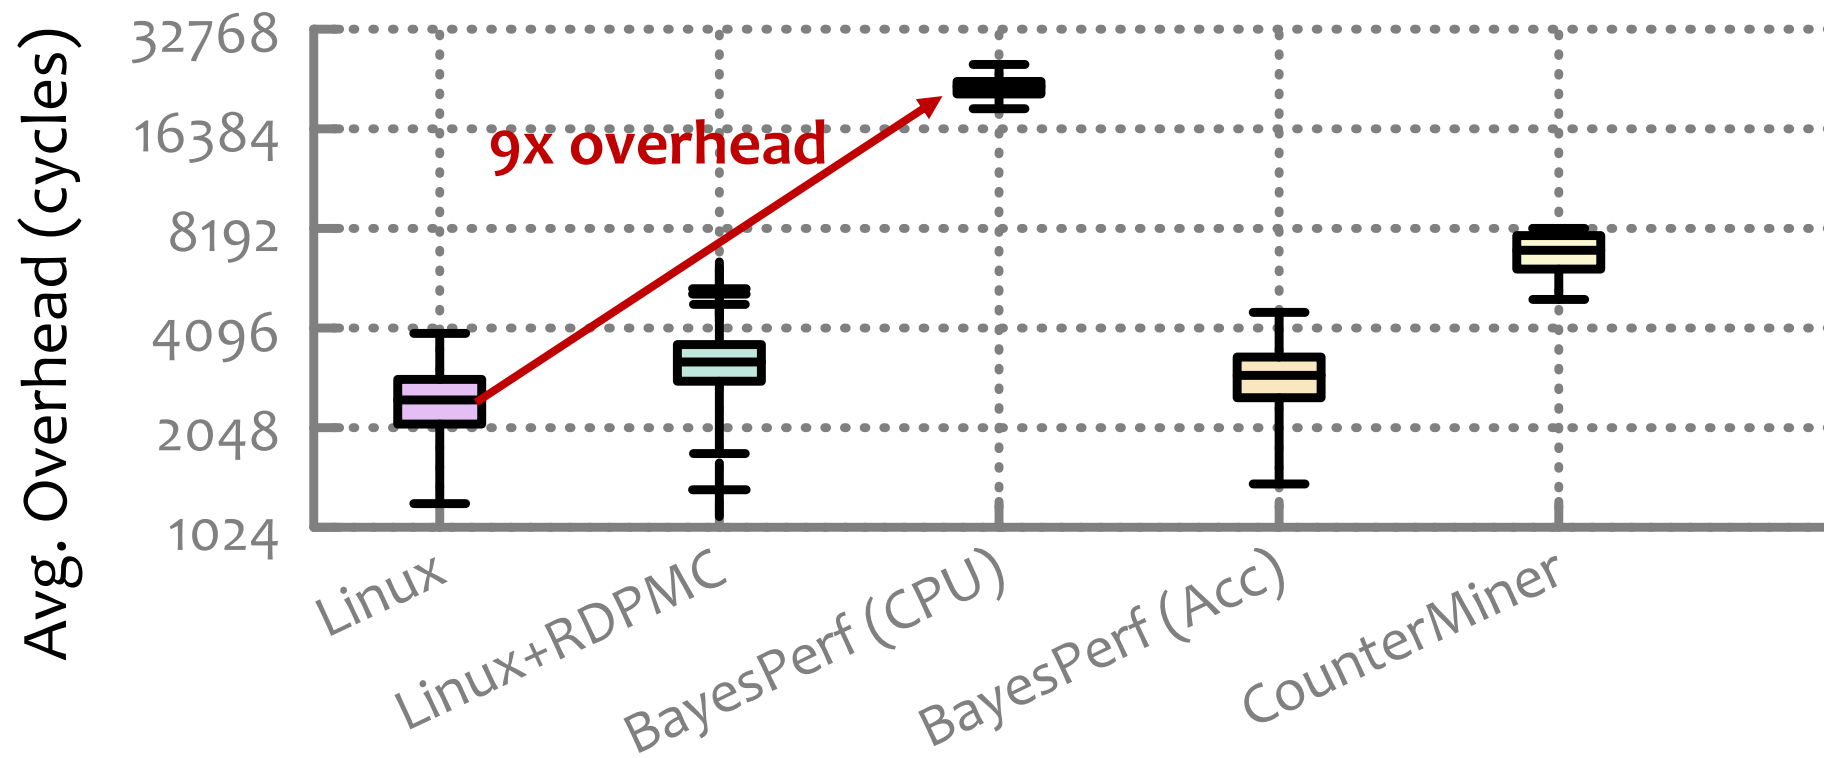 Avg. Overhead (cycles)
32768
16384
8192
4096
2048
1024
9x overhead
Linux
Linux+RDPMC
BayesPerf (CPU)
BayesPerf (Acc)
CounterMiner